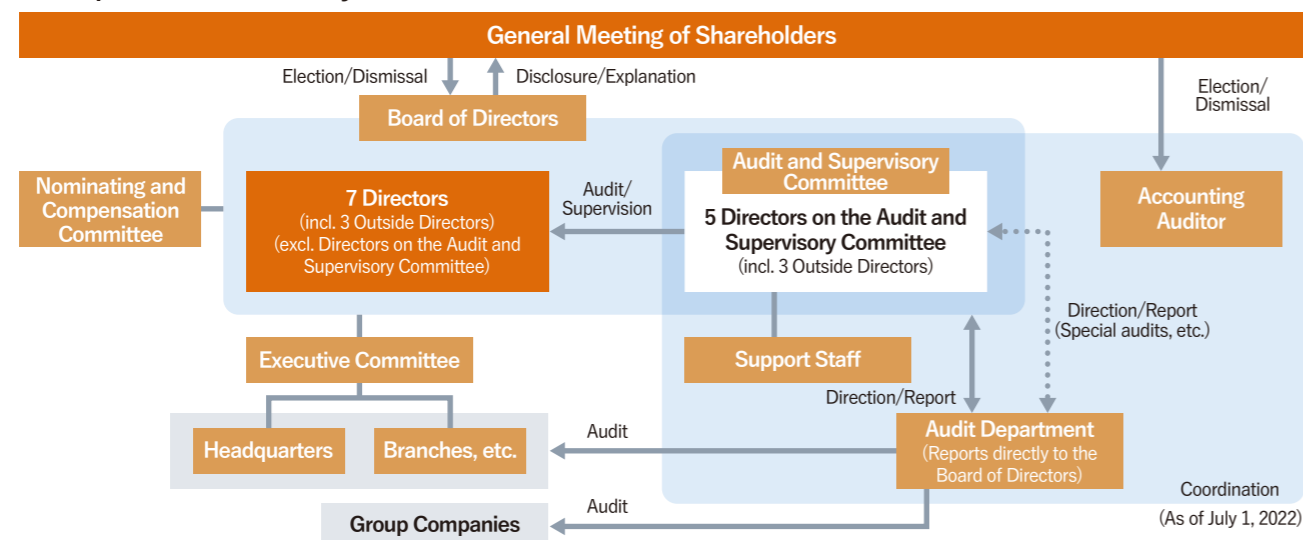 General Meeting of Shareholders
Election/Dismissal
Disclosure/Explanation
Election/
Dismissal
Board of Directors
Nominating and
Compensation
Committee
7 Directors
(incl. 3 Outside Directors)
(excl. Directors on the Audit and
Supervisory Committee)
Audit/
Supervision
Audit and Supervisory
Committee
5 Directors on the Audit and
Supervisory Committee
(incl. 3 Outside Directors)
Accounting
Auditor
Direction/Report
(Special audits, etc.)
Executive Committee
Support Staff
Direction/Report
Headquarters
Branches, etc.
Audit
Audit Department
(Reports directly to the
Board of Directors)
Group Companies
Audit
Coordination
(As of July 1, 2022)